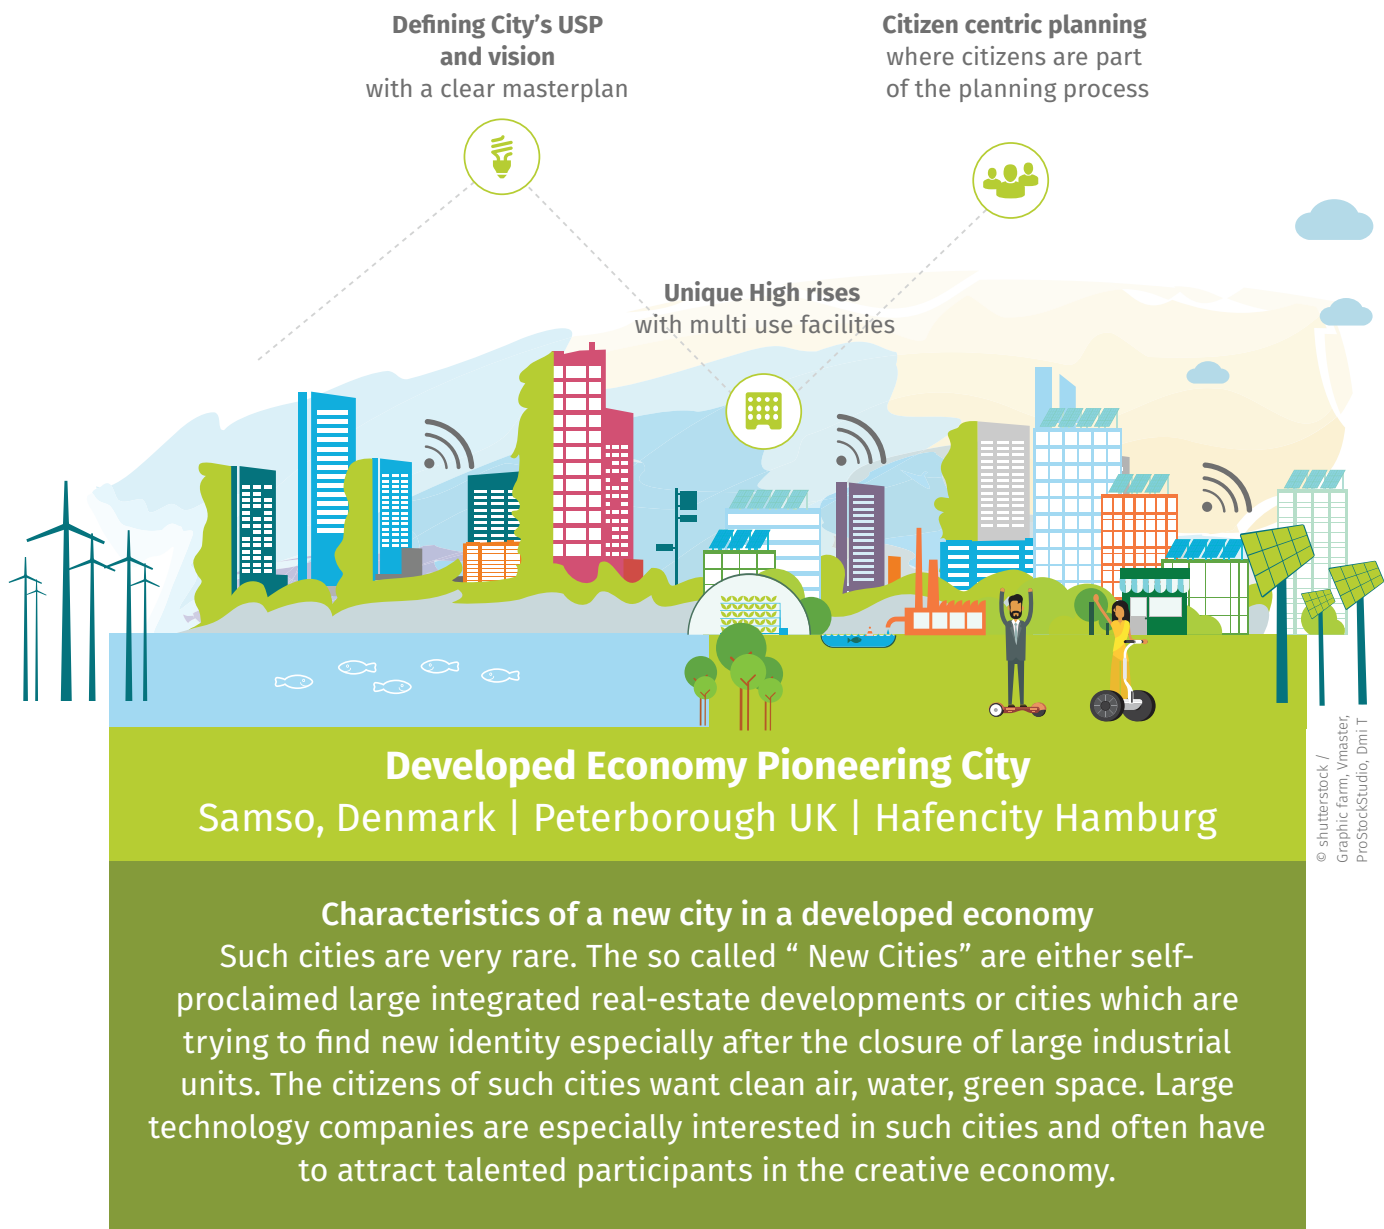 Defining City’s USP
and vision
with a clear masterplan
Citizen centric planning
where citizens are part
of the planning process
Unique High rises
with multi use facilities
Developed Economy Pioneering City
Samso, Denmark | Peterborough UK | Hafencity Hamburg
© shutterstock /
Graphic farm, Vmaster,
ProStockStudio, Dmi T
Characteristics of a new city in a developed economy
Such cities are very rare. The so called “ New Cities” are either self-
proclaimed large integrated real-estate developments or cities which are
trying to find new identity especially after the closure of large industrial
units. The citizens of such cities want clean air, water, green space. Large
technology companies are especially interested in such cities and often have
to attract talented participants in the creative economy.